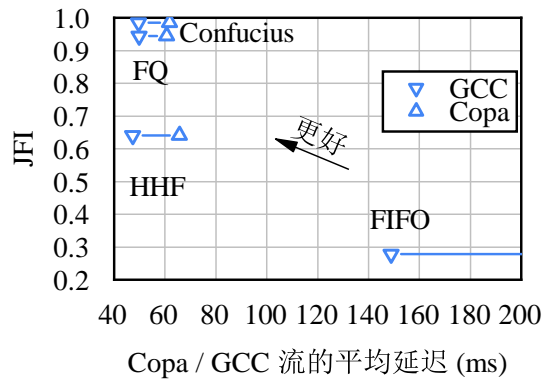 1.0
0.9
0.8
0.7
0.6
0.5
0.4
0.3
0.2
JFI
Confucius
FQ
GCC
Copa
更好
HHF
FIFO
40 60 80 100 120 140 160 180 200
Copa / GCC 流的平均延迟 (ms)